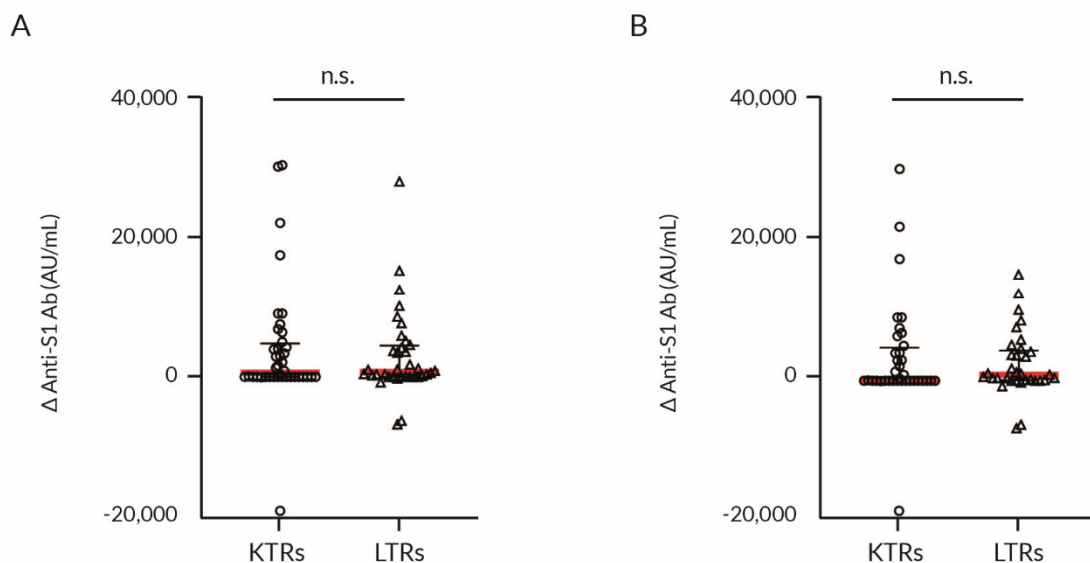 A
n.s.
40,000
20,000
0
-20,000
Δ Anti-S1 Ab (AU/mL)
KTRs
LTRs
B
n.s.
40,000
20,000
0
-20,000
Δ Anti-S1 Ab (AU/mL)
KTRs
LTRs